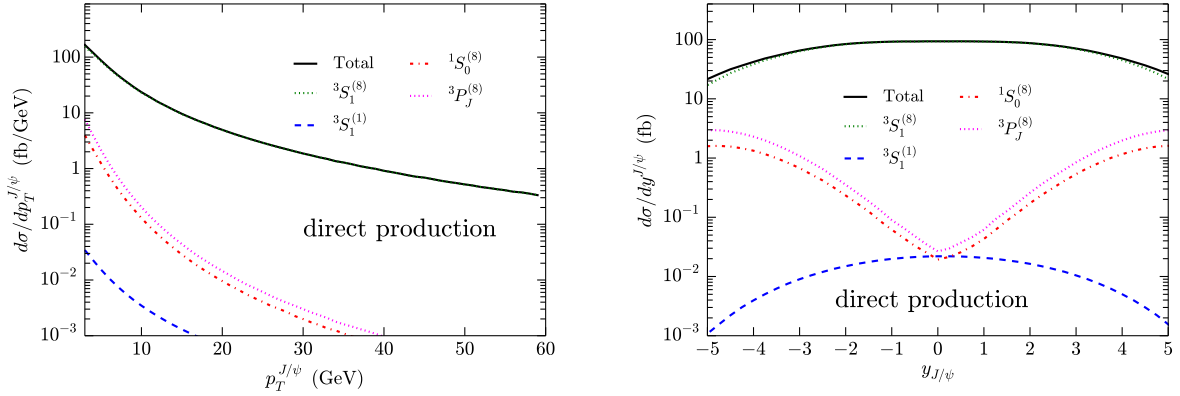 dσ/dp_T^{J/ψ} (fb/GeV)
100
10
1
10^{−1}
10^{−2}
10^{−3}
Total
^3S_1^{(8)}
^3S_1^{(1)}
^1S_0^{(8)}
^3P_J^{(8)}
direct production
10 20 30 40 50 60
p_T^{J/ψ} (GeV)
dσ/dy^{J/ψ} (fb)
100
10
1
10^{−1}
10^{−2}
10^{−3}
Total
^3S_1^{(8)}
^3S_1^{(1)}
^1S_0^{(8)}
^3P_J^{(8)}
direct production
−5 −4 −3 −2 −1 0 1 2 3 4 5
y_{J/ψ}